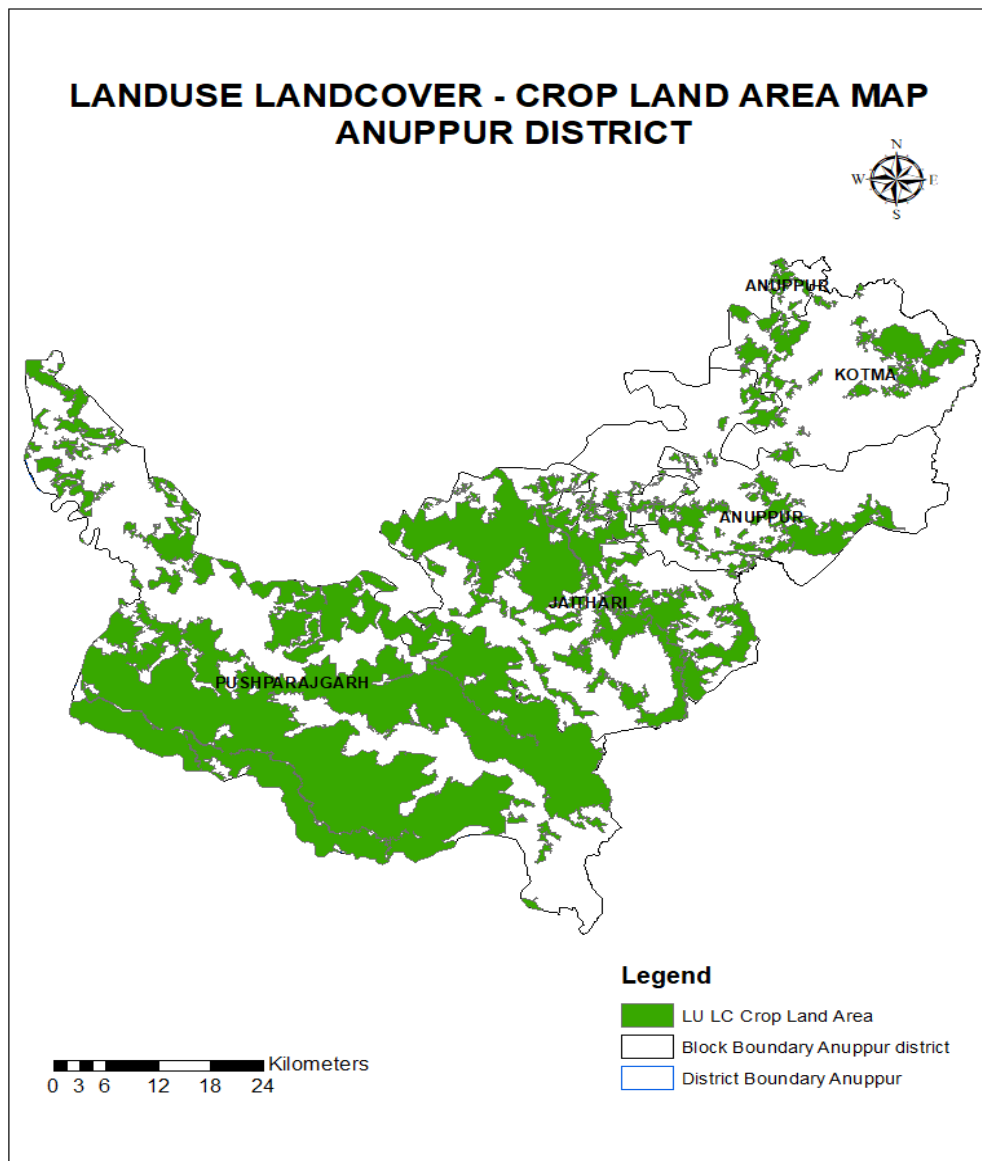 LANDUSE LANDCOVER - CROP LAND AREA MAP
ANUPPUR DISTRICT
N
W E
S
ANUPPUR
KOTMA
ANUPPUR
JAITHARI
PUSHPARAJGARH
Legend
LU LC Crop Land Area
Block Boundary Anuppur district
District Boundary Anuppur
Kilometers
0 3 6 12 18 24